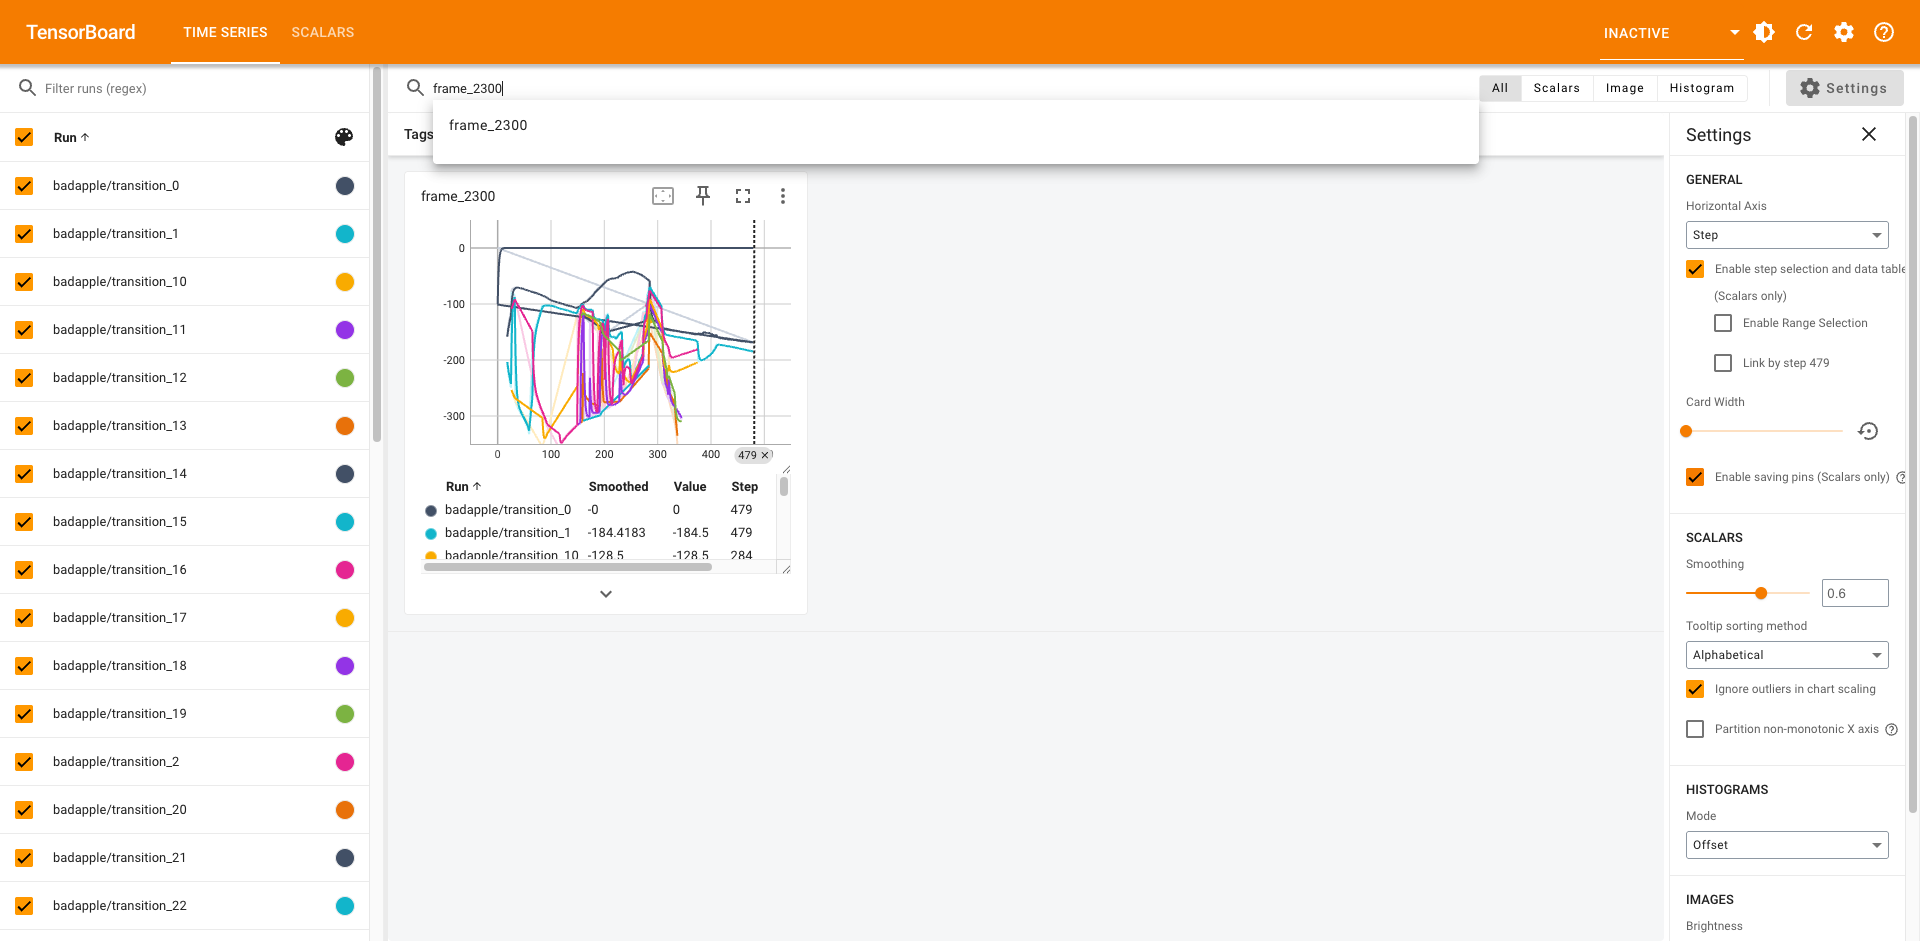 TensorBoard
TIME SERIES
SCALARS
INACTIVE
Filter runs (regex)
frame_2300
All
Scalars
Image
Histogram
Settings
frame_2300
Run
Tags
Settings
badapple/transition_0
badapple/transition_1
badapple/transition_10
badapple/transition_11
badapple/transition_12
badapple/transition_13
badapple/transition_14
badapple/transition_15
badapple/transition_16
badapple/transition_17
badapple/transition_18
badapple/transition_19
badapple/transition_2
badapple/transition_20
badapple/transition_21
badapple/transition_22
frame_2300
0
-100
-200
-300
0
100
200
300
400
479
Run
Smoothed
Value
Step
badapple/transition_0 -0 0 479
badapple/transition_1 -184.4183 -184.5 479
badapple/transition_10 -128.5 -128.5 284
GENERAL
Horizontal Axis
Step
Enable step selection and data table
(Scalars only)
Enable Range Selection
Link by step 479
Card Width
Enable saving pins (Scalars only)
SCALARS
Smoothing
0.6
Tooltip sorting method
Alphabetical
Ignore outliers in chart scaling
Partition non-monotonic X axis
HISTOGRAMS
Mode
Offset
IMAGES
Brightness